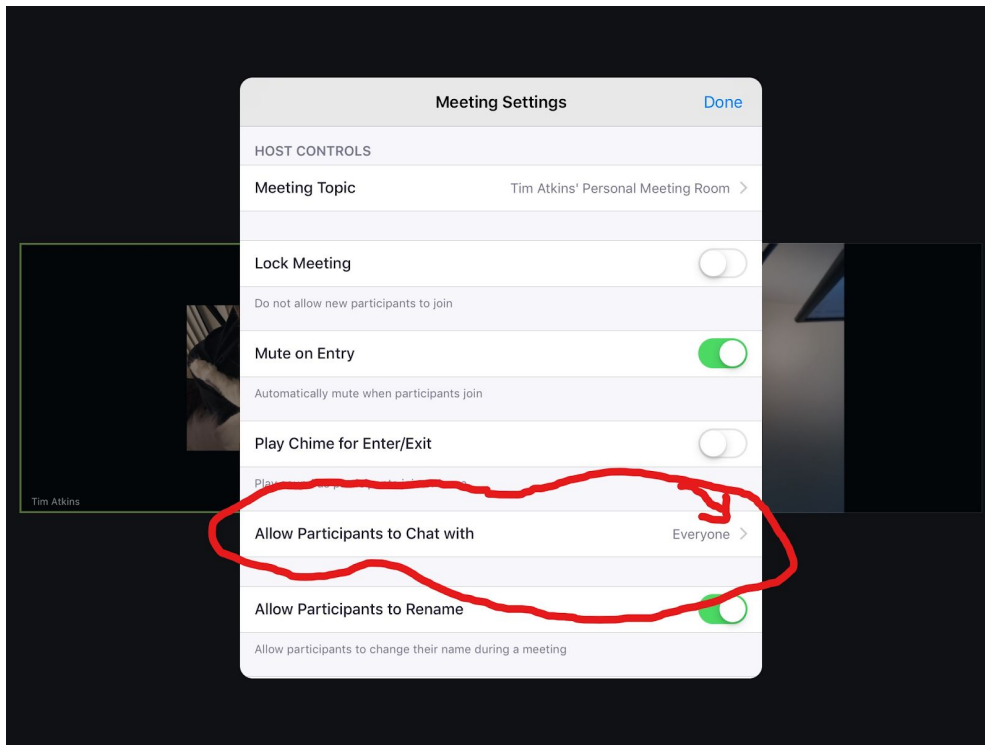 Meeting Settings Done
HOST CONTROLS
Meeting Topic Tim Atkins' Personal Meeting Room
Lock Meeting
Do not allow new participants to join
Mute on Entry
Automatically mute when participants join
Play Chime for Enter/Exit
Play
Tim Atkins
Allow Participants to Chat with Everyone
Allow Participants to Rename
Allow participants to change their name during a meeting